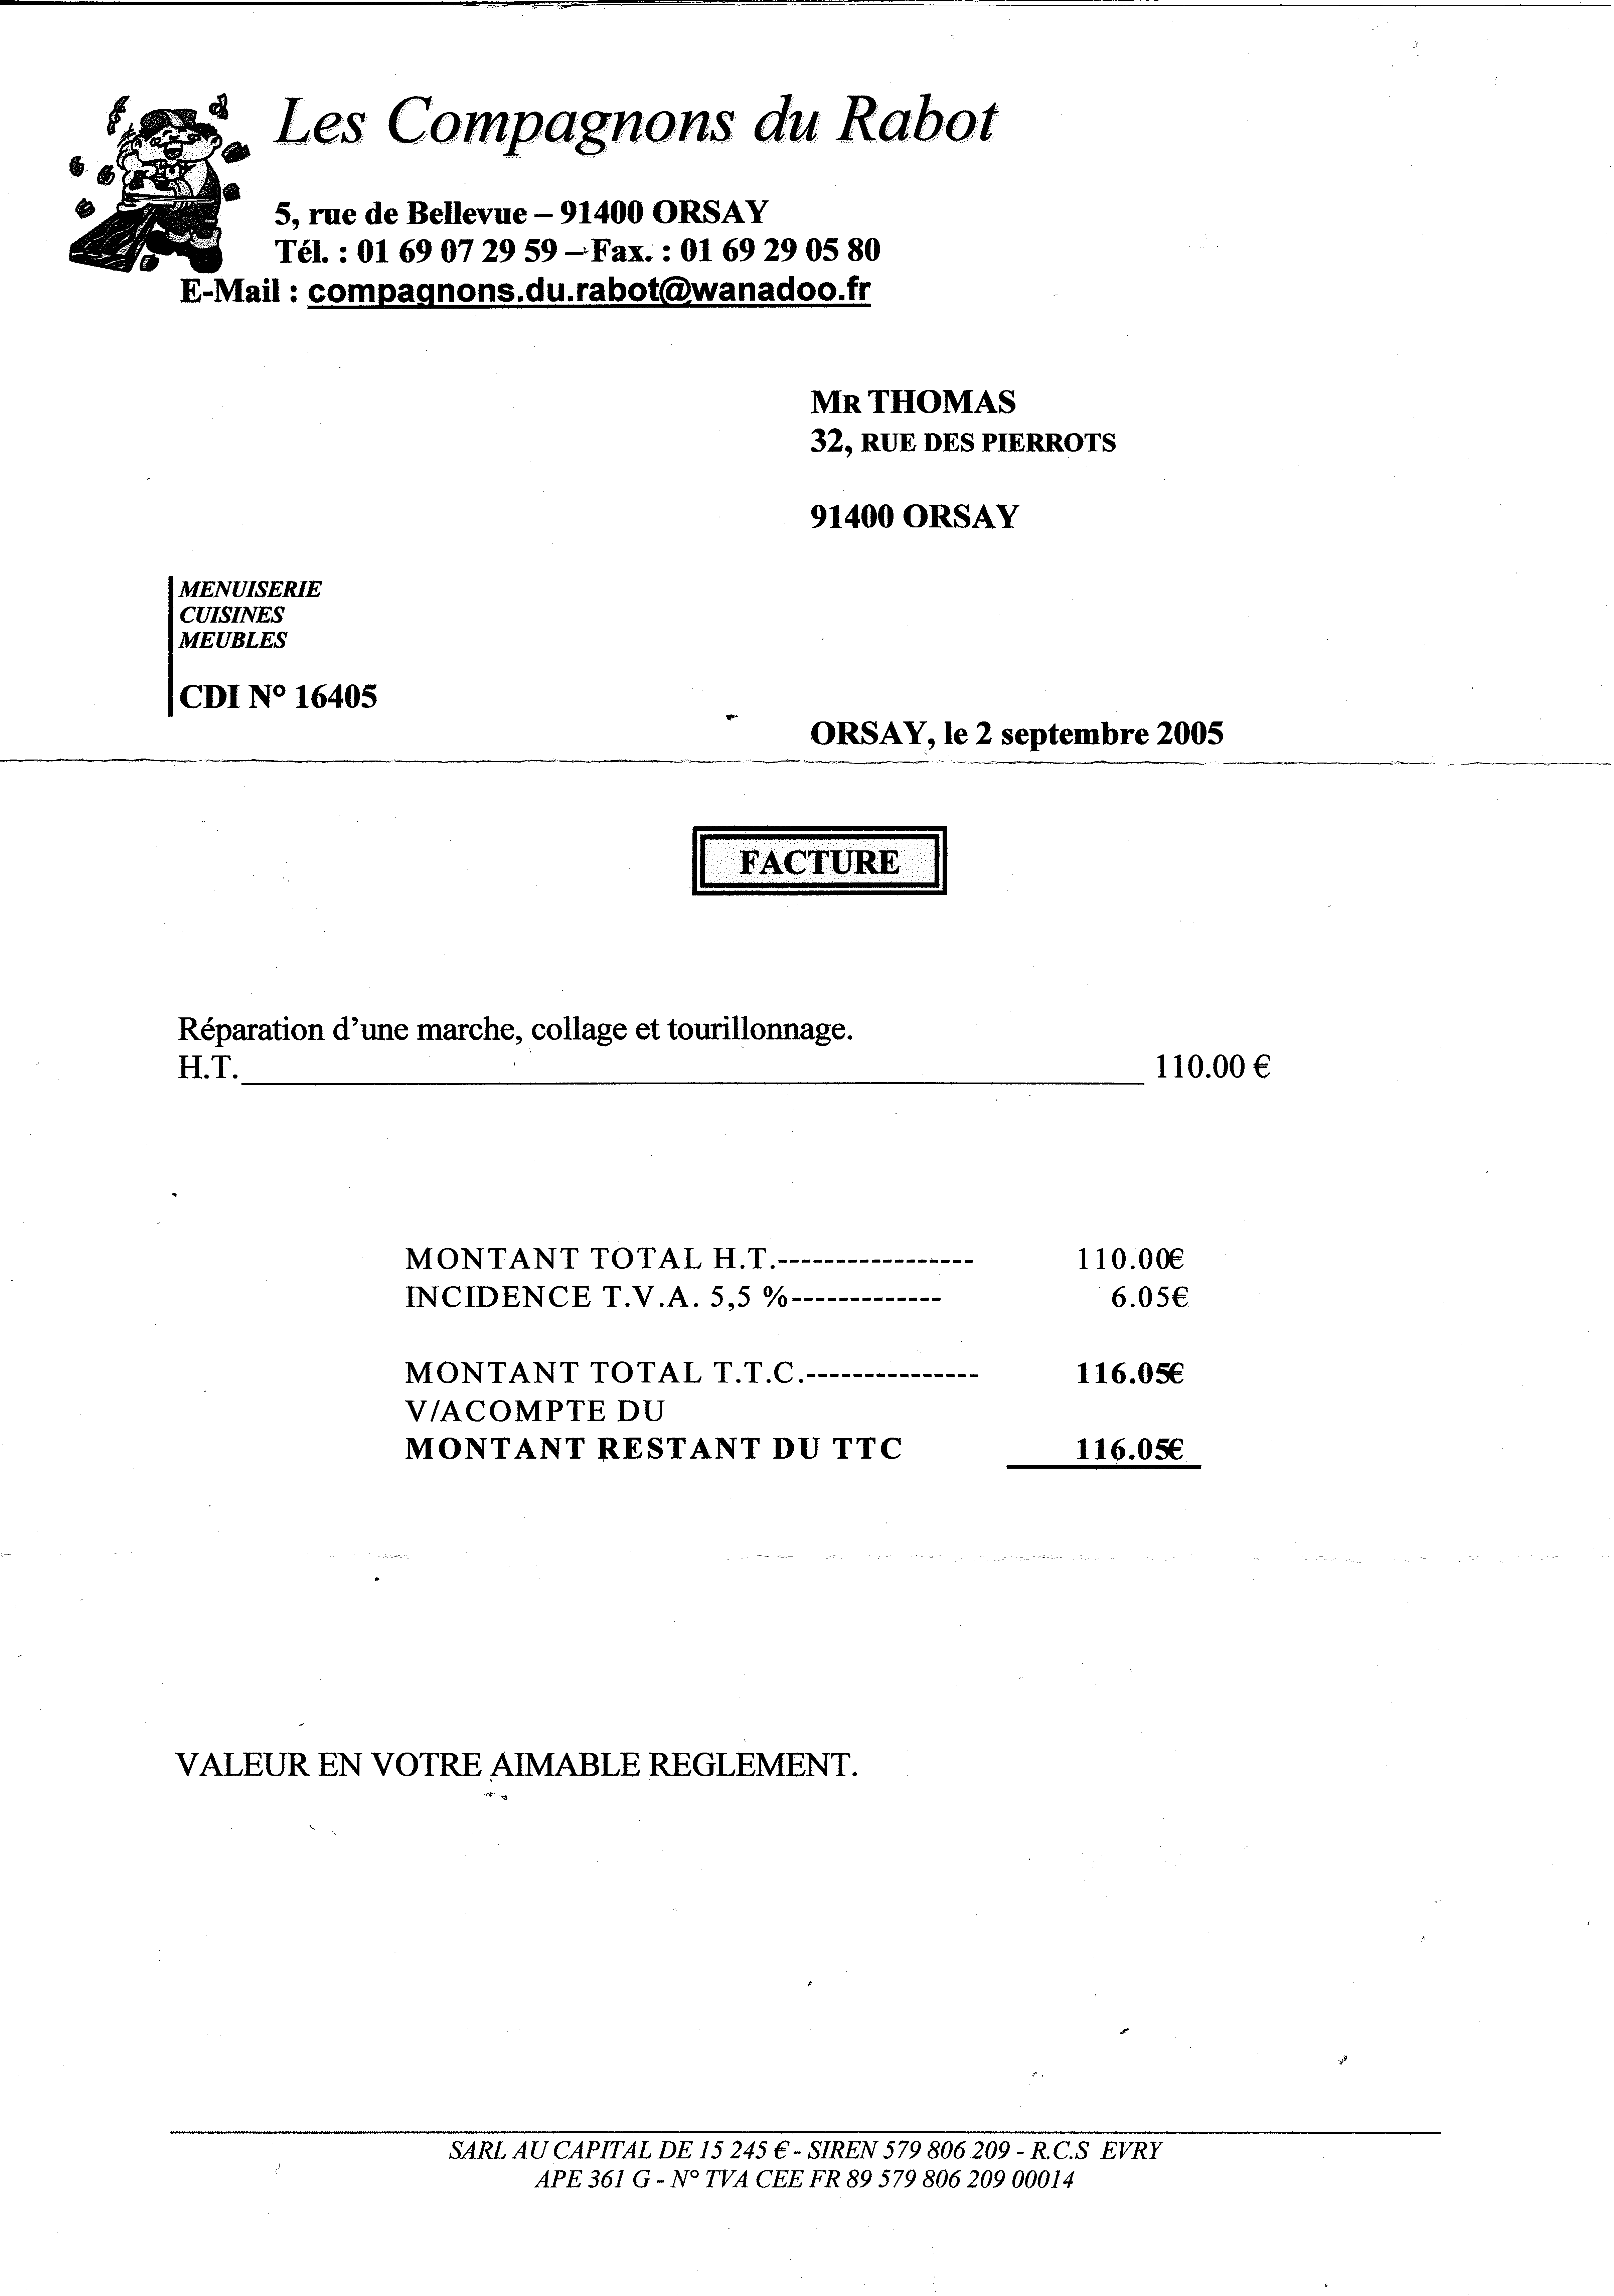 Les Compagnons du Rabot
5, rue de Bellevue – 91400 ORSAY
Tél. : 01 69 07 29 59 – Fax. : 01 69 29 05 80
E-Mail : compagnons.du.rabot@wanadoo.fr
MR THOMAS
32, RUE DES PIERROTS
91400 ORSAY
MENUISERIE
CUISINES
MEUBLES
CDI N° 16405
ORSAY, le 2 septembre 2005
FACTURE
Réparation d'une marche, collage et tourillonnage.
H.T. 110.00 €
MONTANT TOTAL H.T.----------------- 110.00€
INCIDENCE T.V.A. 5,5 %------------- 6.05€
MONTANT TOTAL T.T.C.--------------- 116.05€
V/ACOMPTE DU
MONTANT RESTANT DU TTC 116.05€
VALEUR EN VOTRE AIMABLE REGLEMENT.
SARL AU CAPITAL DE 15 245 € - SIREN 579 806 209 - R.C.S EVRY
APE 361 G - N° TVA CEE FR 89 579 806 209 00014